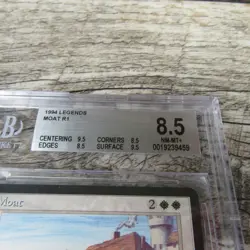 1994 LEGENDS
MOAT R1
CENTERING 9.5 CORNERS 8.5
EDGES 8.5 SURFACE 9.5
8.5
NM-MT+
0019239459
Moat 2